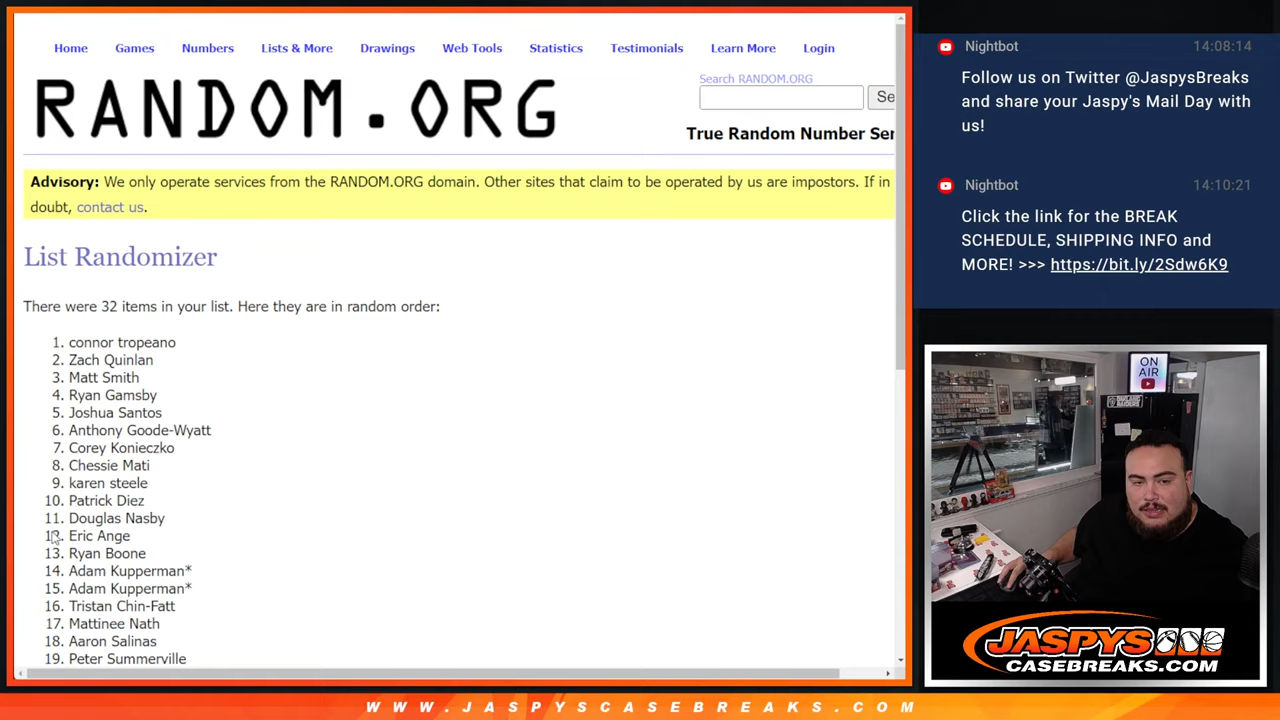 Home Games Numbers Lists & More Drawings Web Tools Statistics Testimonials Learn More Login
RANDOM.ORG
Search RANDOM.ORG
Se
True Random Number Ser
Advisory: We only operate services from the RANDOM.ORG domain. Other sites that claim to be operated by us are impostors. If in
doubt, contact us.
List Randomizer
There were 32 items in your list. Here they are in random order:
1. connor tropeano
2. Zach Quinlan
3. Matt Smith
4. Ryan Gamsby
5. Joshua Santos
6. Anthony Goode-Wyatt
7. Corey Konieczko
8. Chessie Mati
9. karen steele
10. Patrick Diez
11. Douglas Nasby
12. Eric Ange
13. Ryan Boone
14. Adam Kupperman*
15. Adam Kupperman*
16. Tristan Chin-Fatt
17. Mattinee Nath
18. Aaron Salinas
19. Peter Summerville
Nightbot 14:08:14
Follow us on Twitter @JaspysBreaks
and share your Jaspy's Mail Day with
us!
Nightbot 14:10:21
Click the link for the BREAK
SCHEDULE, SHIPPING INFO and
MORE! >>> https://bit.ly/2Sdw6K9
ON
AIR
JASPYS
CASEBREAKS.COM
WWW.JASPYSCASEBREAKS.COM